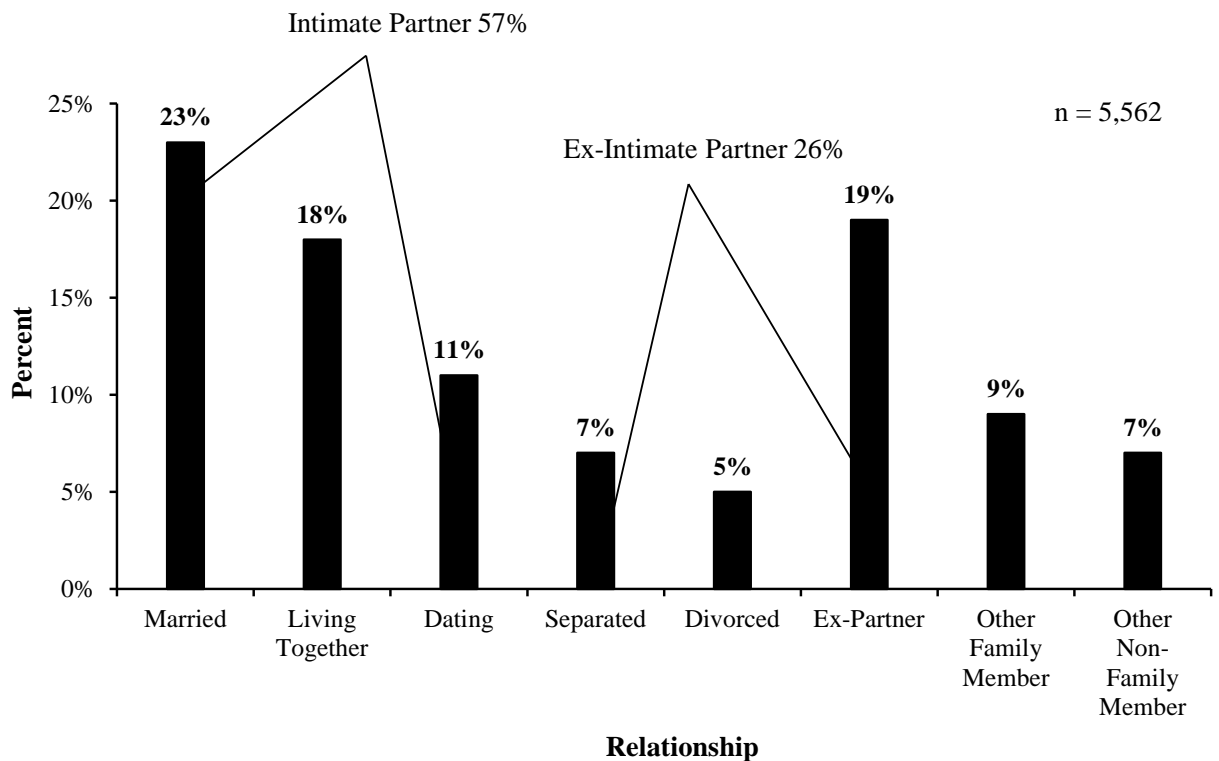 Intimate Partner 57%
n = 5,562
Ex-Intimate Partner 26%
25%
20%
15%
10%
5%
0%
Percent
23%
18%
11%
7%
5%
19%
9%
7%
Married
Living
Together
Dating
Separated
Divorced
Ex-Partner
Other
Family
Member
Other
Non-
Family
Member
Relationship